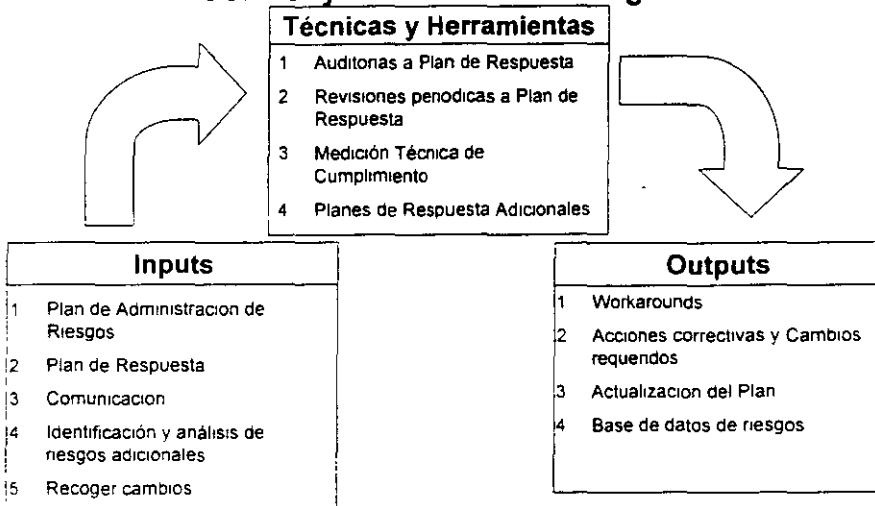 Técnicas y Herramientas
1 Auditonas a Plan de Respuesta
2 Revisiones penodicas a Plan de
Respuesta
3 Medición Técnica de
Cumplimiento
4 Planes de Respuesta Adicionales
Inputs
1 Plan de Administracion de
Riesgos
2 Plan de Respuesta
3 Comunicacion
4 Identificación y análisis de
nesgos adicionales
5 Recoger cambios
Outputs
1 Workarounds
2 Acciones correctivas y Cambios
requendos
3 Actualizacion del Plan
4 Base de datos de nesgos